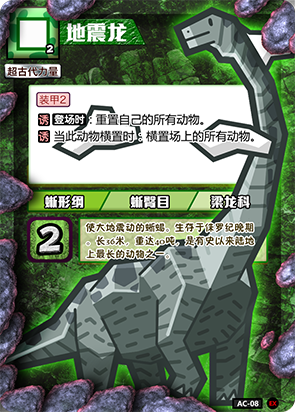 2
地震龙
超古代力量
装甲2
诱 登场时：重置自己的所有动物。
诱 当此动物横置时：横置场上的所有动物。
蜥形纲
蜥臀目
梁龙科
2
使大地震动的蜥蜴，生存于侏罗纪晚期
，长36米，重达40吨，是有史以来陆地
上最长的动物之一。
AC-08 EX